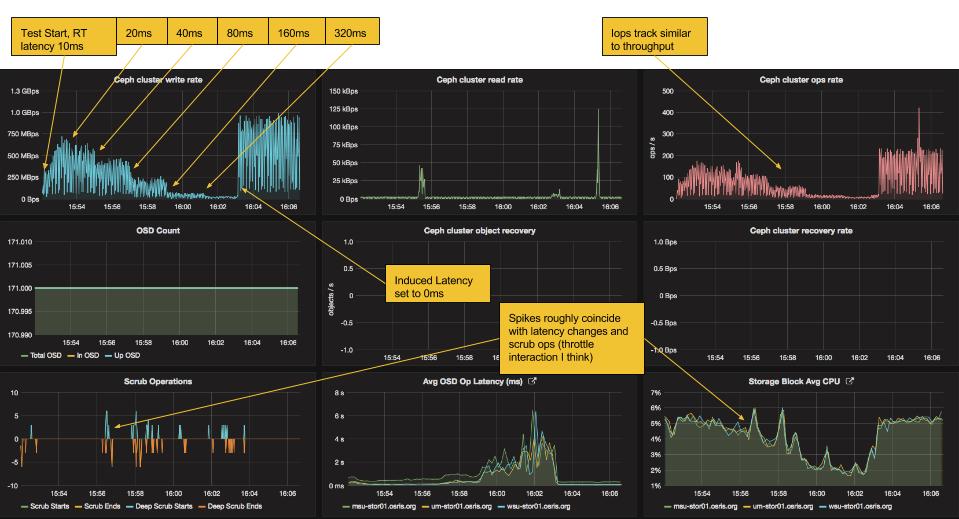 Test Start, RT
latency 10ms
20ms
40ms
80ms
160ms
320ms
Iops track similar
to throughput
Ceph cluster write rate
1.3 GBps
1.0 GBps
750 MBps
500 MBps
250 MBps
0 Bps
15:54 15:56 15:58 16:00 16:02 16:04 16:06
Ceph cluster read rate
150 kBps
125 kBps
100 kBps
75 kBps
50 kBps
25 kBps
0 Bps
15:54 15:56 15:58 16:00 16:02 16:04 16:06
Ceph cluster ops rate
ops / s
500
400
300
200
100
0
15:54 15:56 15:58 16:00 16:02 16:04 16:06
OSD Count
171.010
171.005
171.000
170.995
170.990
15:54 15:56 15:58 16:00 16:02 16:04 16:06
Total OSD In OSD Up OSD
Ceph cluster object recovery
objects / s
1.0
0.5
0
-0.5
-1.0
15:54 15:56 15:58
Induced Latency
set to 0ms
Spikes roughly coincide
with latency changes and
scrub ops (throttle
interaction I think)
Ceph cluster recovery rate
1.0 Bps
0.5 Bps
0 Bps
-0.5 Bps
-1.0 Bps
15:54 15:56 15:58 16:00 16:02 16:04 16:06
Scrub Operations
10
5
0
-5
-10
15:54 15:56 15:58 16:00 16:02 16:04 16:06
Scrub Starts Scrub Ends Deep Scrub Starts Deep Scrub Ends
Avg OSD Op Latency (ms)
8 s
6 s
4 s
2 s
0 ms
15:54 15:56 15:58 16:00 16:02 16:04 16:06
msu-stor01.osris.org um-stor01.osris.org wsu-stor01.osris.org
Storage Block Avg CPU
7%
6%
5%
4%
3%
2%
1%
15:54 15:56 15:58 16:00 16:02 16:04 16:06
msu-stor01.osris.org um-stor01.osris.org wsu-stor01.osris.org